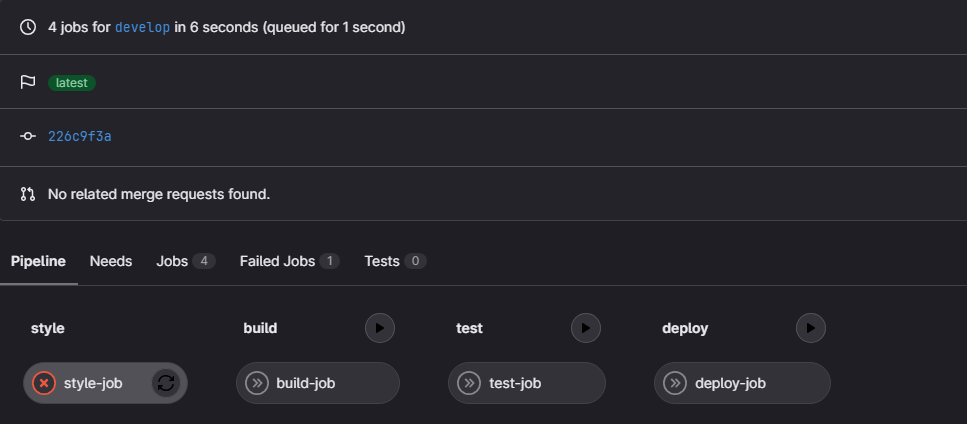 4 jobs for develop in 6 seconds (queued for 1 second)
latest
226c9f3a
No related merge requests found.
Pipeline Needs Jobs 4 Failed Jobs 1 Tests 0
style build test deploy
style-job build-job test-job deploy-job